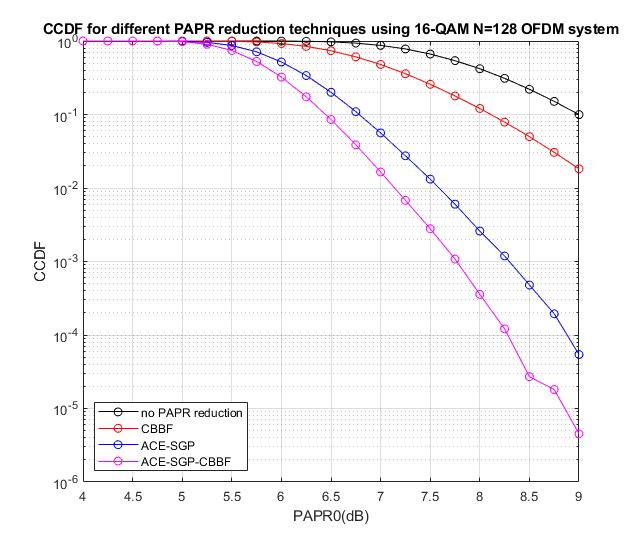 CCDF for different PAPR reduction techniques using 16-QAM N=128 OFDM system
10^0
10^-1
10^-2
10^-3
10^-4
10^-5
10^-6
CCDF
no PAPR reduction
CBBF
ACE-SGP
ACE-SGP-CBBF
4 4.5 5 5.5 6 6.5 7 7.5 8 8.5 9
PAPR0(dB)